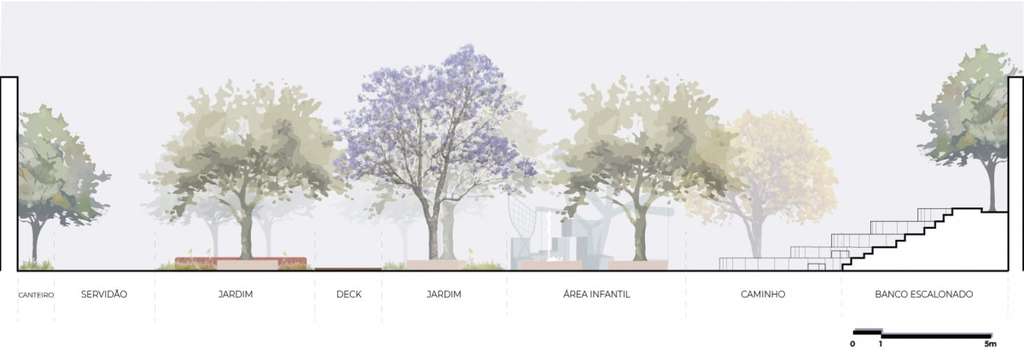 CANTEIRO
SERVIDÃO
JARDIM
DECK
JARDIM
ÁREA INFANTIL
CAMINHO
BANCO ESCALONADO
0 1 5m